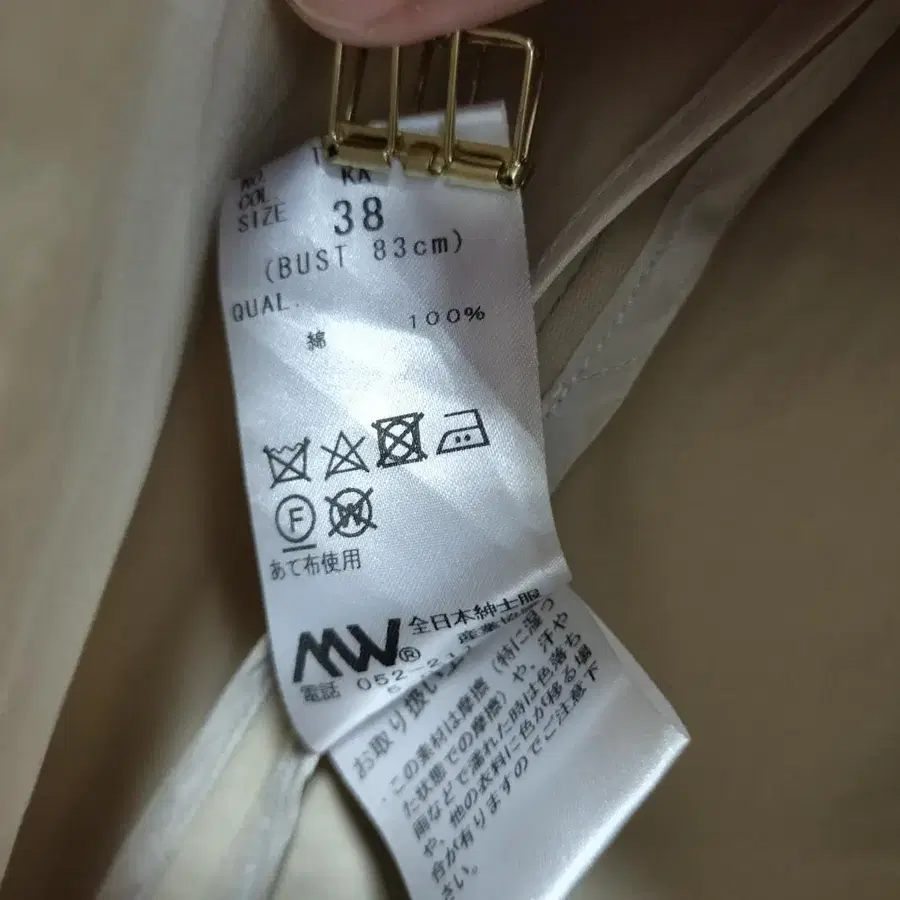 NO.
COL. KA
SIZE 38
(BUST 83cm)
QUAL.
綿 100%
F W
あて布使用
MW® 全日本紳士服
電話 052-211
お取り扱い
この素材は摩擦（特に湿っ
た状態での摩擦）や、汗や
雨などで濡れた時は色落ち
や、他の衣料に色が移る場
合が有りますのでご注意下
さい。